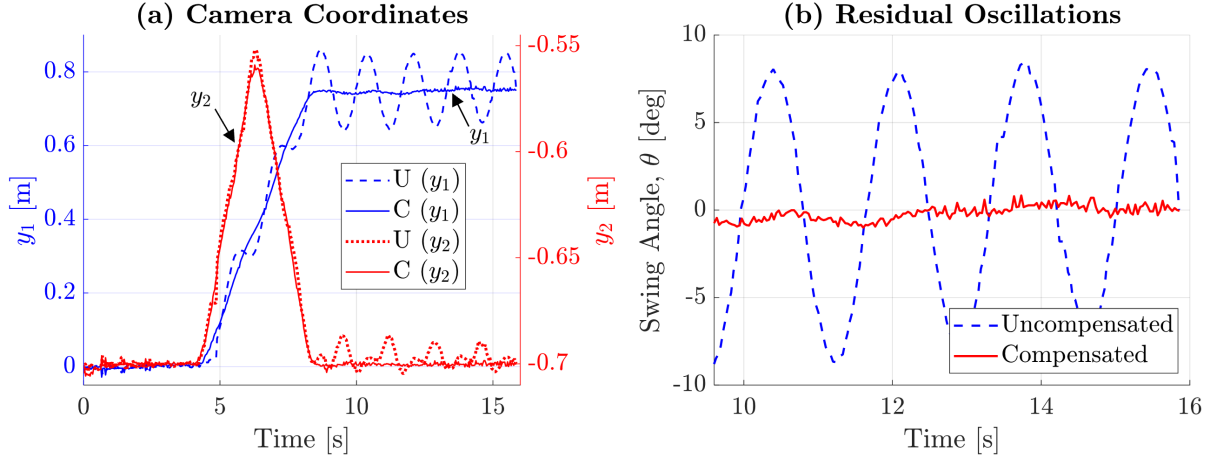 (a) Camera Coordinates
y₁ [m]
0.8
0.6
0.4
0.2
0
0
5
10
15
Time [s]
-0.55
-0.6
-0.65
-0.7
y₂ [m]
y₂
y₁
U (y₁)
C (y₁)
U (y₂)
C (y₂)
(b) Residual Oscillations
Swing Angle, θ [deg]
10
5
0
-5
-10
10
12
14
16
Time [s]
Uncompensated
Compensated